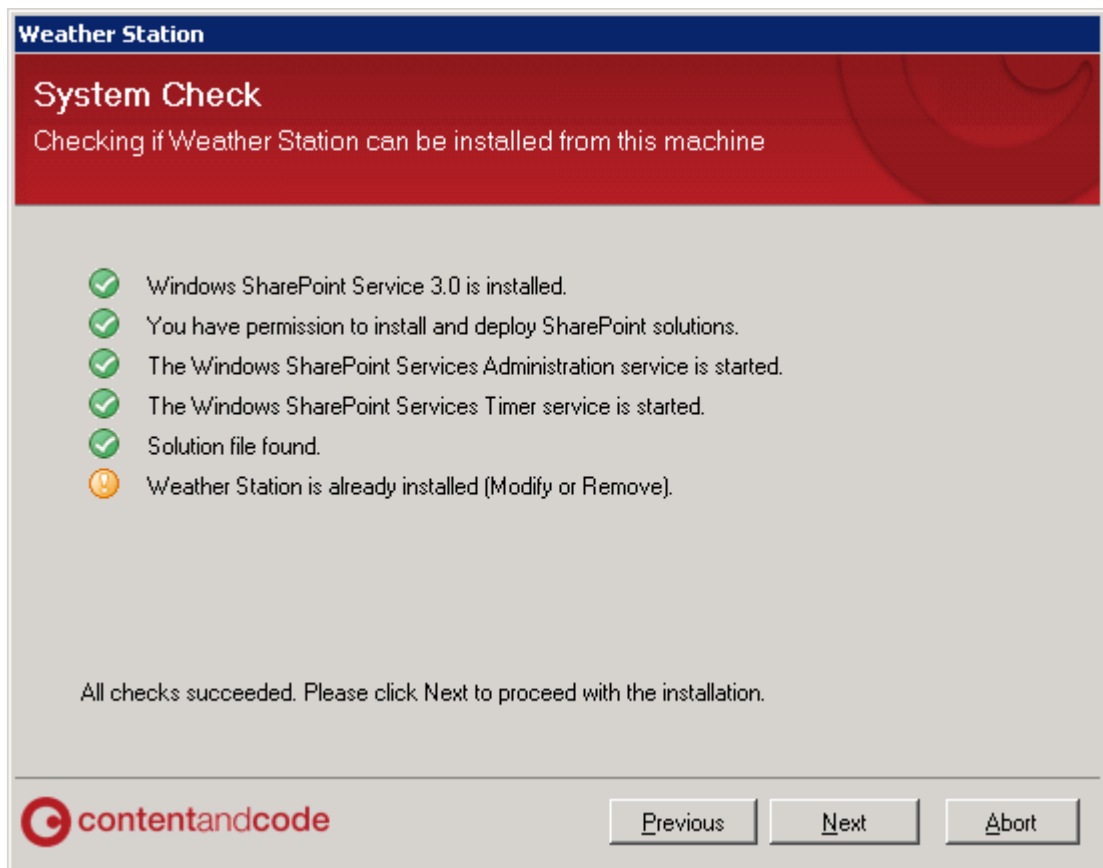 Weather Station
System Check
Checking if Weather Station can be installed from this machine
Windows SharePoint Service 3.0 is installed.
You have permission to install and deploy SharePoint solutions.
The Windows SharePoint Services Administration service is started.
The Windows SharePoint Services Timer service is started.
Solution file found.
Weather Station is already installed (Modify or Remove).
All checks succeeded. Please click Next to proceed with the installation.
contentandcode
Previous Next Abort